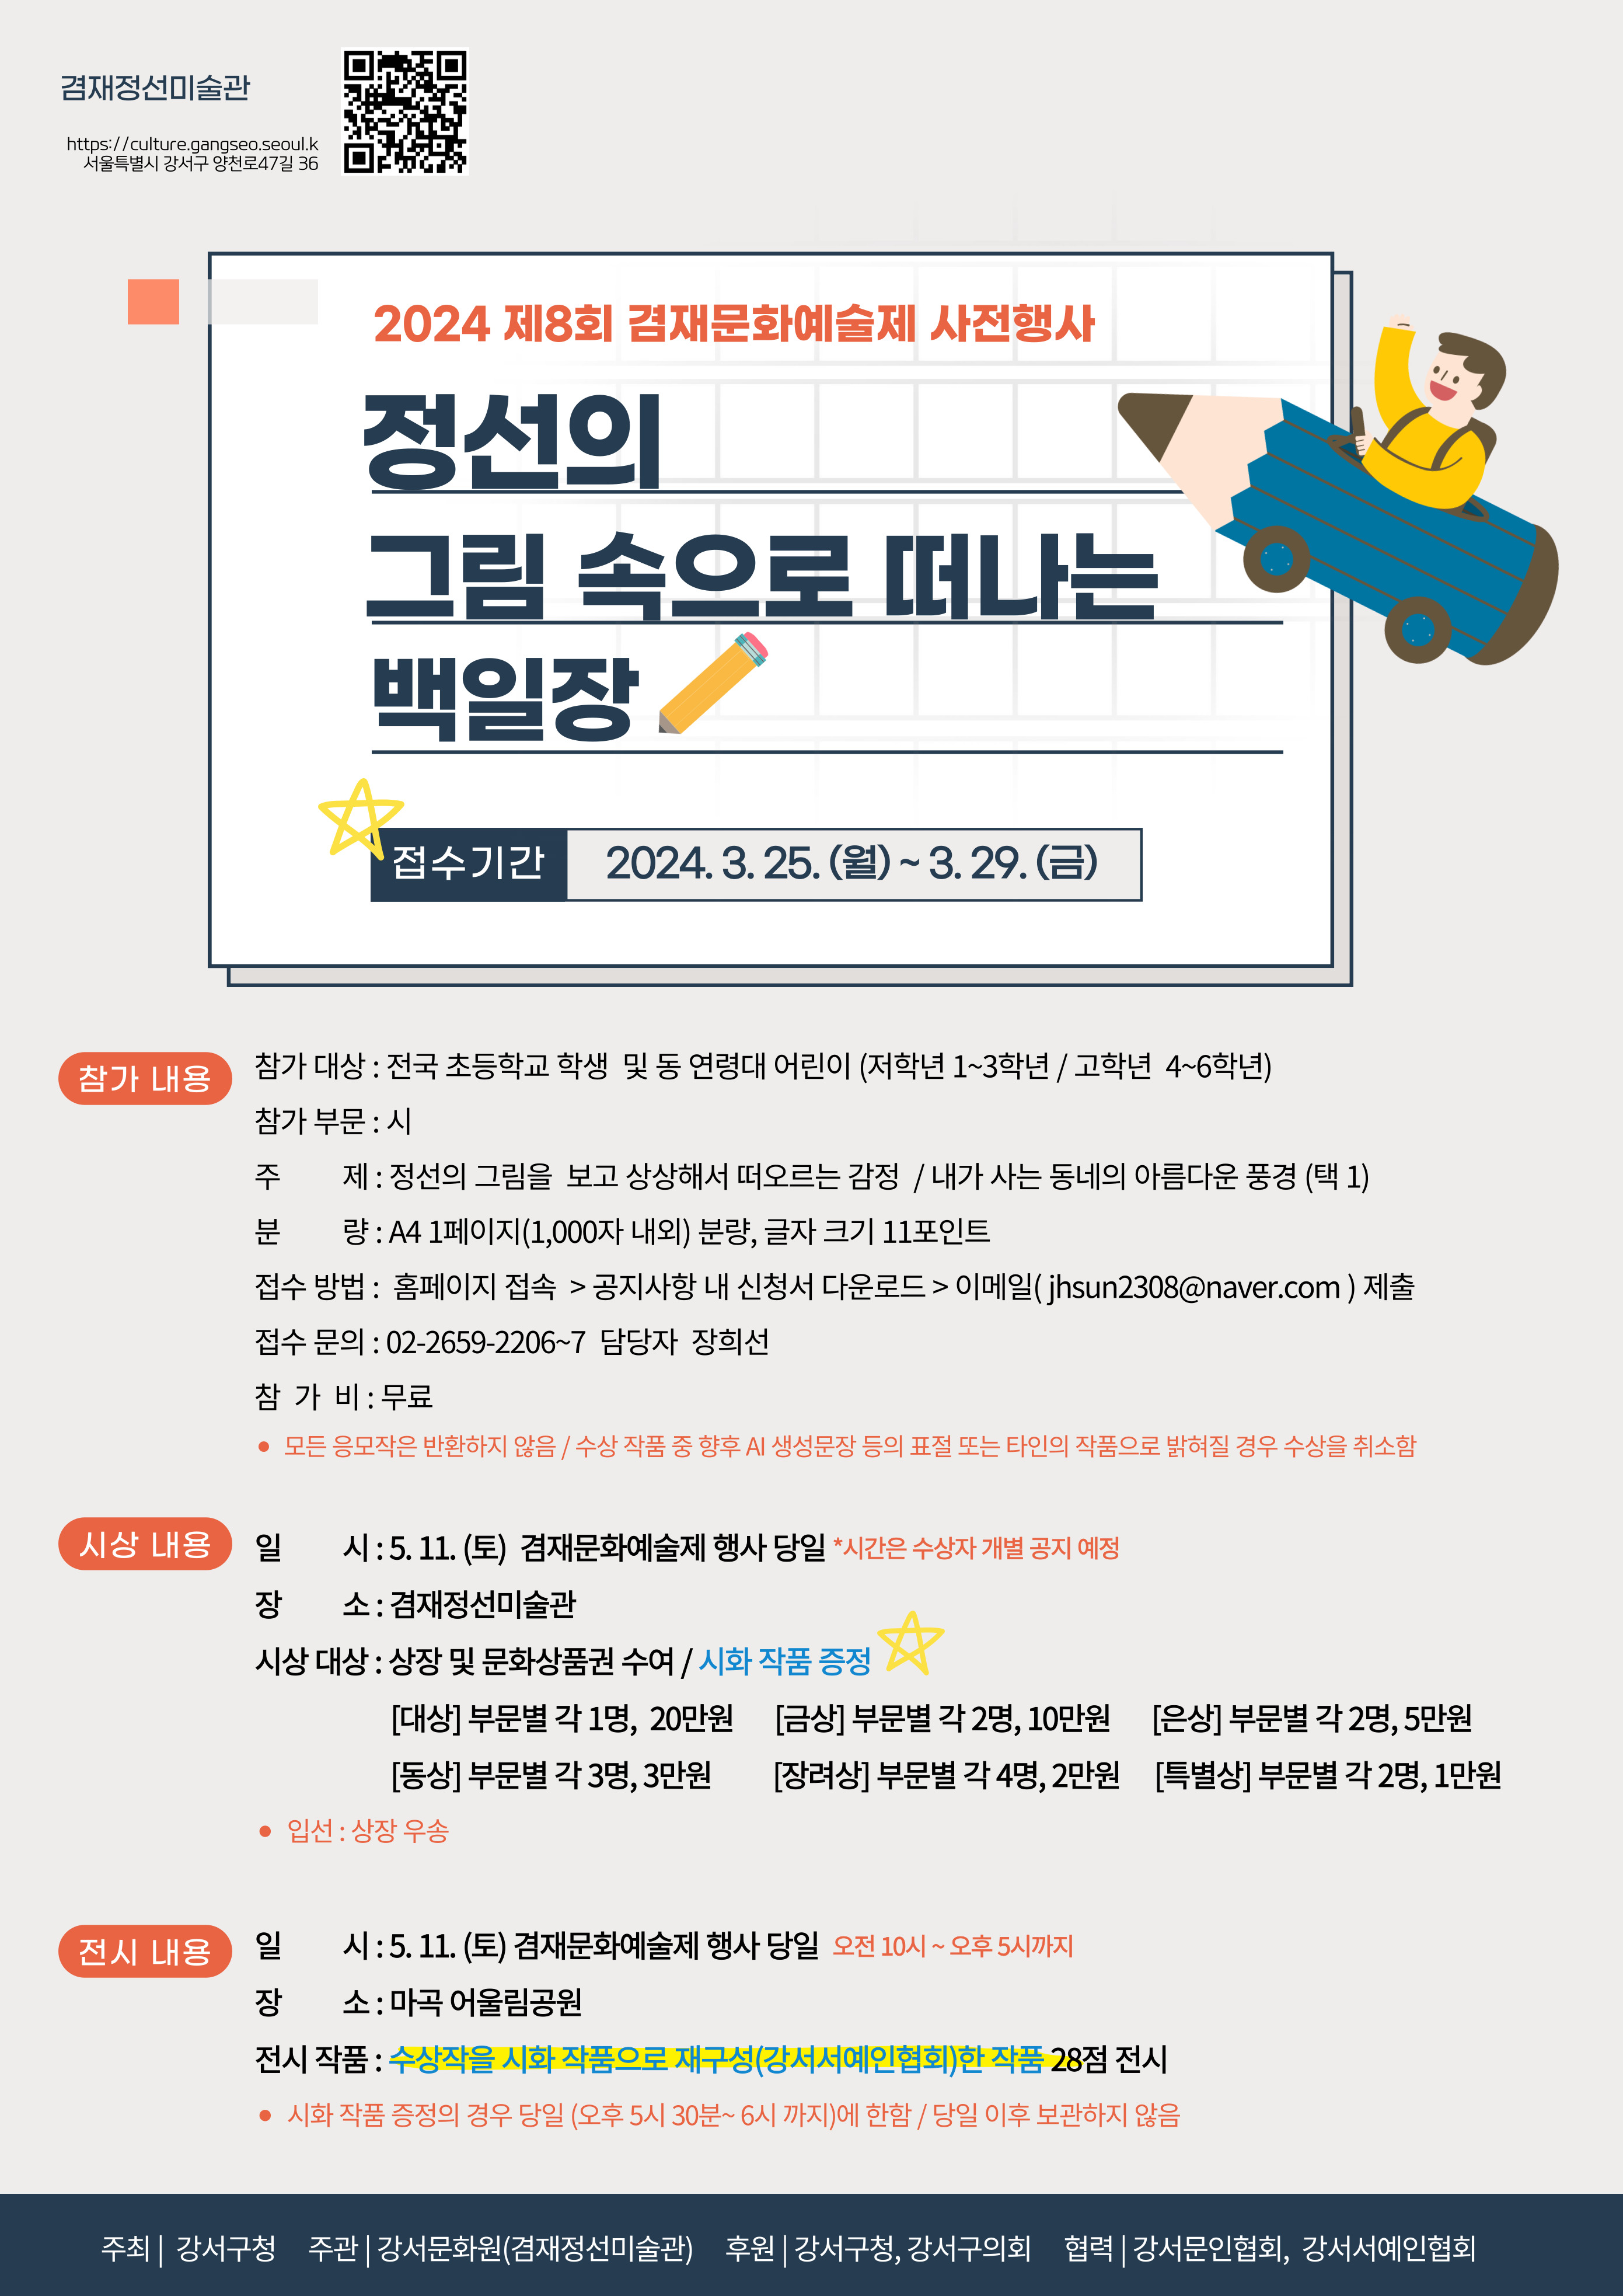 겸재정선미술관
https://culture.gangseo.seoul.k
서울특별시 강서구 양천로47길 36
2024 제8회 겸재문화예술제 사전행사
정선의
그림 속으로 떠나는
백일장
접수기간 2024. 3. 25. (월) ~ 3. 29. (금)
참가 내용
참가 대상 : 전국 초등학교 학생 및 동 연령대 어린이 (저학년 1~3학년 / 고학년 4~6학년)
참가 부문 : 시
주 제 : 정선의 그림을 보고 상상해서 떠오르는 감정 / 내가 사는 동네의 아름다운 풍경 (택 1)
분 량 : A4 1페이지(1,000자 내외) 분량, 글자 크기 11포인트
접수 방법 : 홈페이지 접속 > 공지사항 내 신청서 다운로드 > 이메일( jhsun2308@naver.com ) 제출
접수 문의 : 02-2659-2206~7 담당자 장희선
참 가 비 : 무료
• 모든 응모작은 반환하지 않음 / 수상 작품 중 향후 AI 생성문장 등의 표절 또는 타인의 작품으로 밝혀질 경우 수상을 취소함
시상 내용
일 시 : 5. 11. (토) 겸재문화예술제 행사 당일 *시간은 수상자 개별 공지 예정
장 소 : 겸재정선미술관
시상 대상 : 상장 및 문화상품권 수여 / 시화 작품 증정
[대상] 부문별 각 1명, 20만원 [금상] 부문별 각 2명, 10만원 [은상] 부문별 각 2명, 5만원
[동상] 부문별 각 3명, 3만원 [장려상] 부문별 각 4명, 2만원 [특별상] 부문별 각 2명, 1만원
• 입선 : 상장 우송
전시 내용
일 시 : 5. 11. (토) 겸재문화예술제 행사 당일 오전 10시 ~ 오후 5시까지
장 소 : 마곡 어울림공원
전시 작품 : 수상작을 시화 작품으로 재구성(강서서예인협회)한 작품 28점 전시
• 시화 작품 증정의 경우 당일 (오후 5시 30분~ 6시 까지)에 한함 / 당일 이후 보관하지 않음
주최 | 강서구청 주관 | 강서문화원(겸재정선미술관) 후원 | 강서구청, 강서구의회 협력 | 강서문인협회, 강서서예인협회